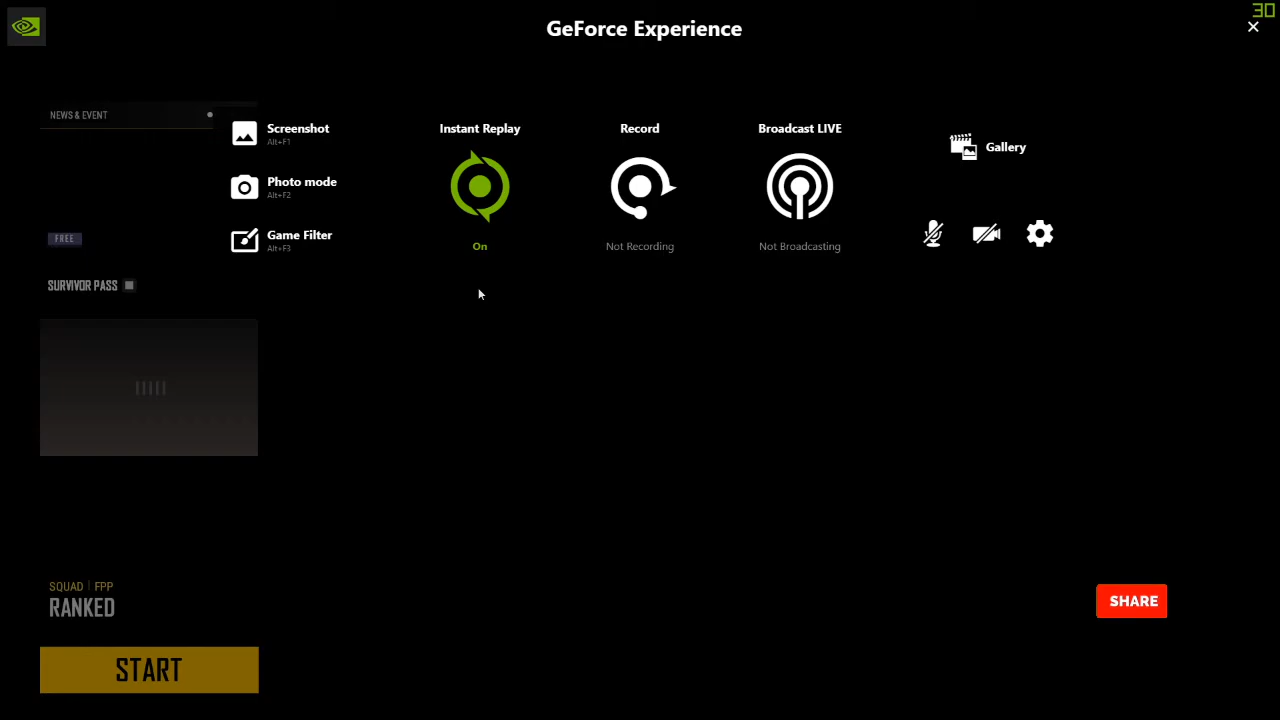 30
GeForce Experience
NEWS & EVENT
Screenshot
Alt+F1
Photo mode
Alt+F2
Game Filter
Alt+F3
Instant Replay
On
Record
Not Recording
Broadcast LIVE
Not Broadcasting
Gallery
FREE
SURVIVOR PASS
SQUAD | FPP
RANKED
START
SHARE